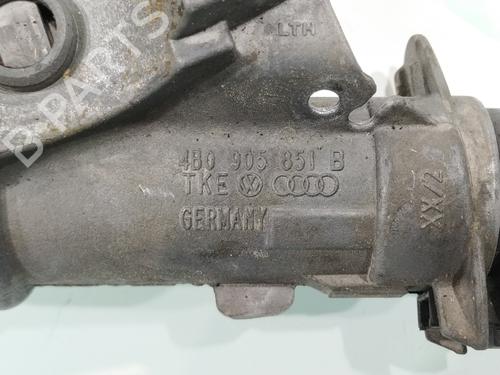 LTH
B-PARTS
4B0 905 851 B
TKE
GERMANY
XX/2